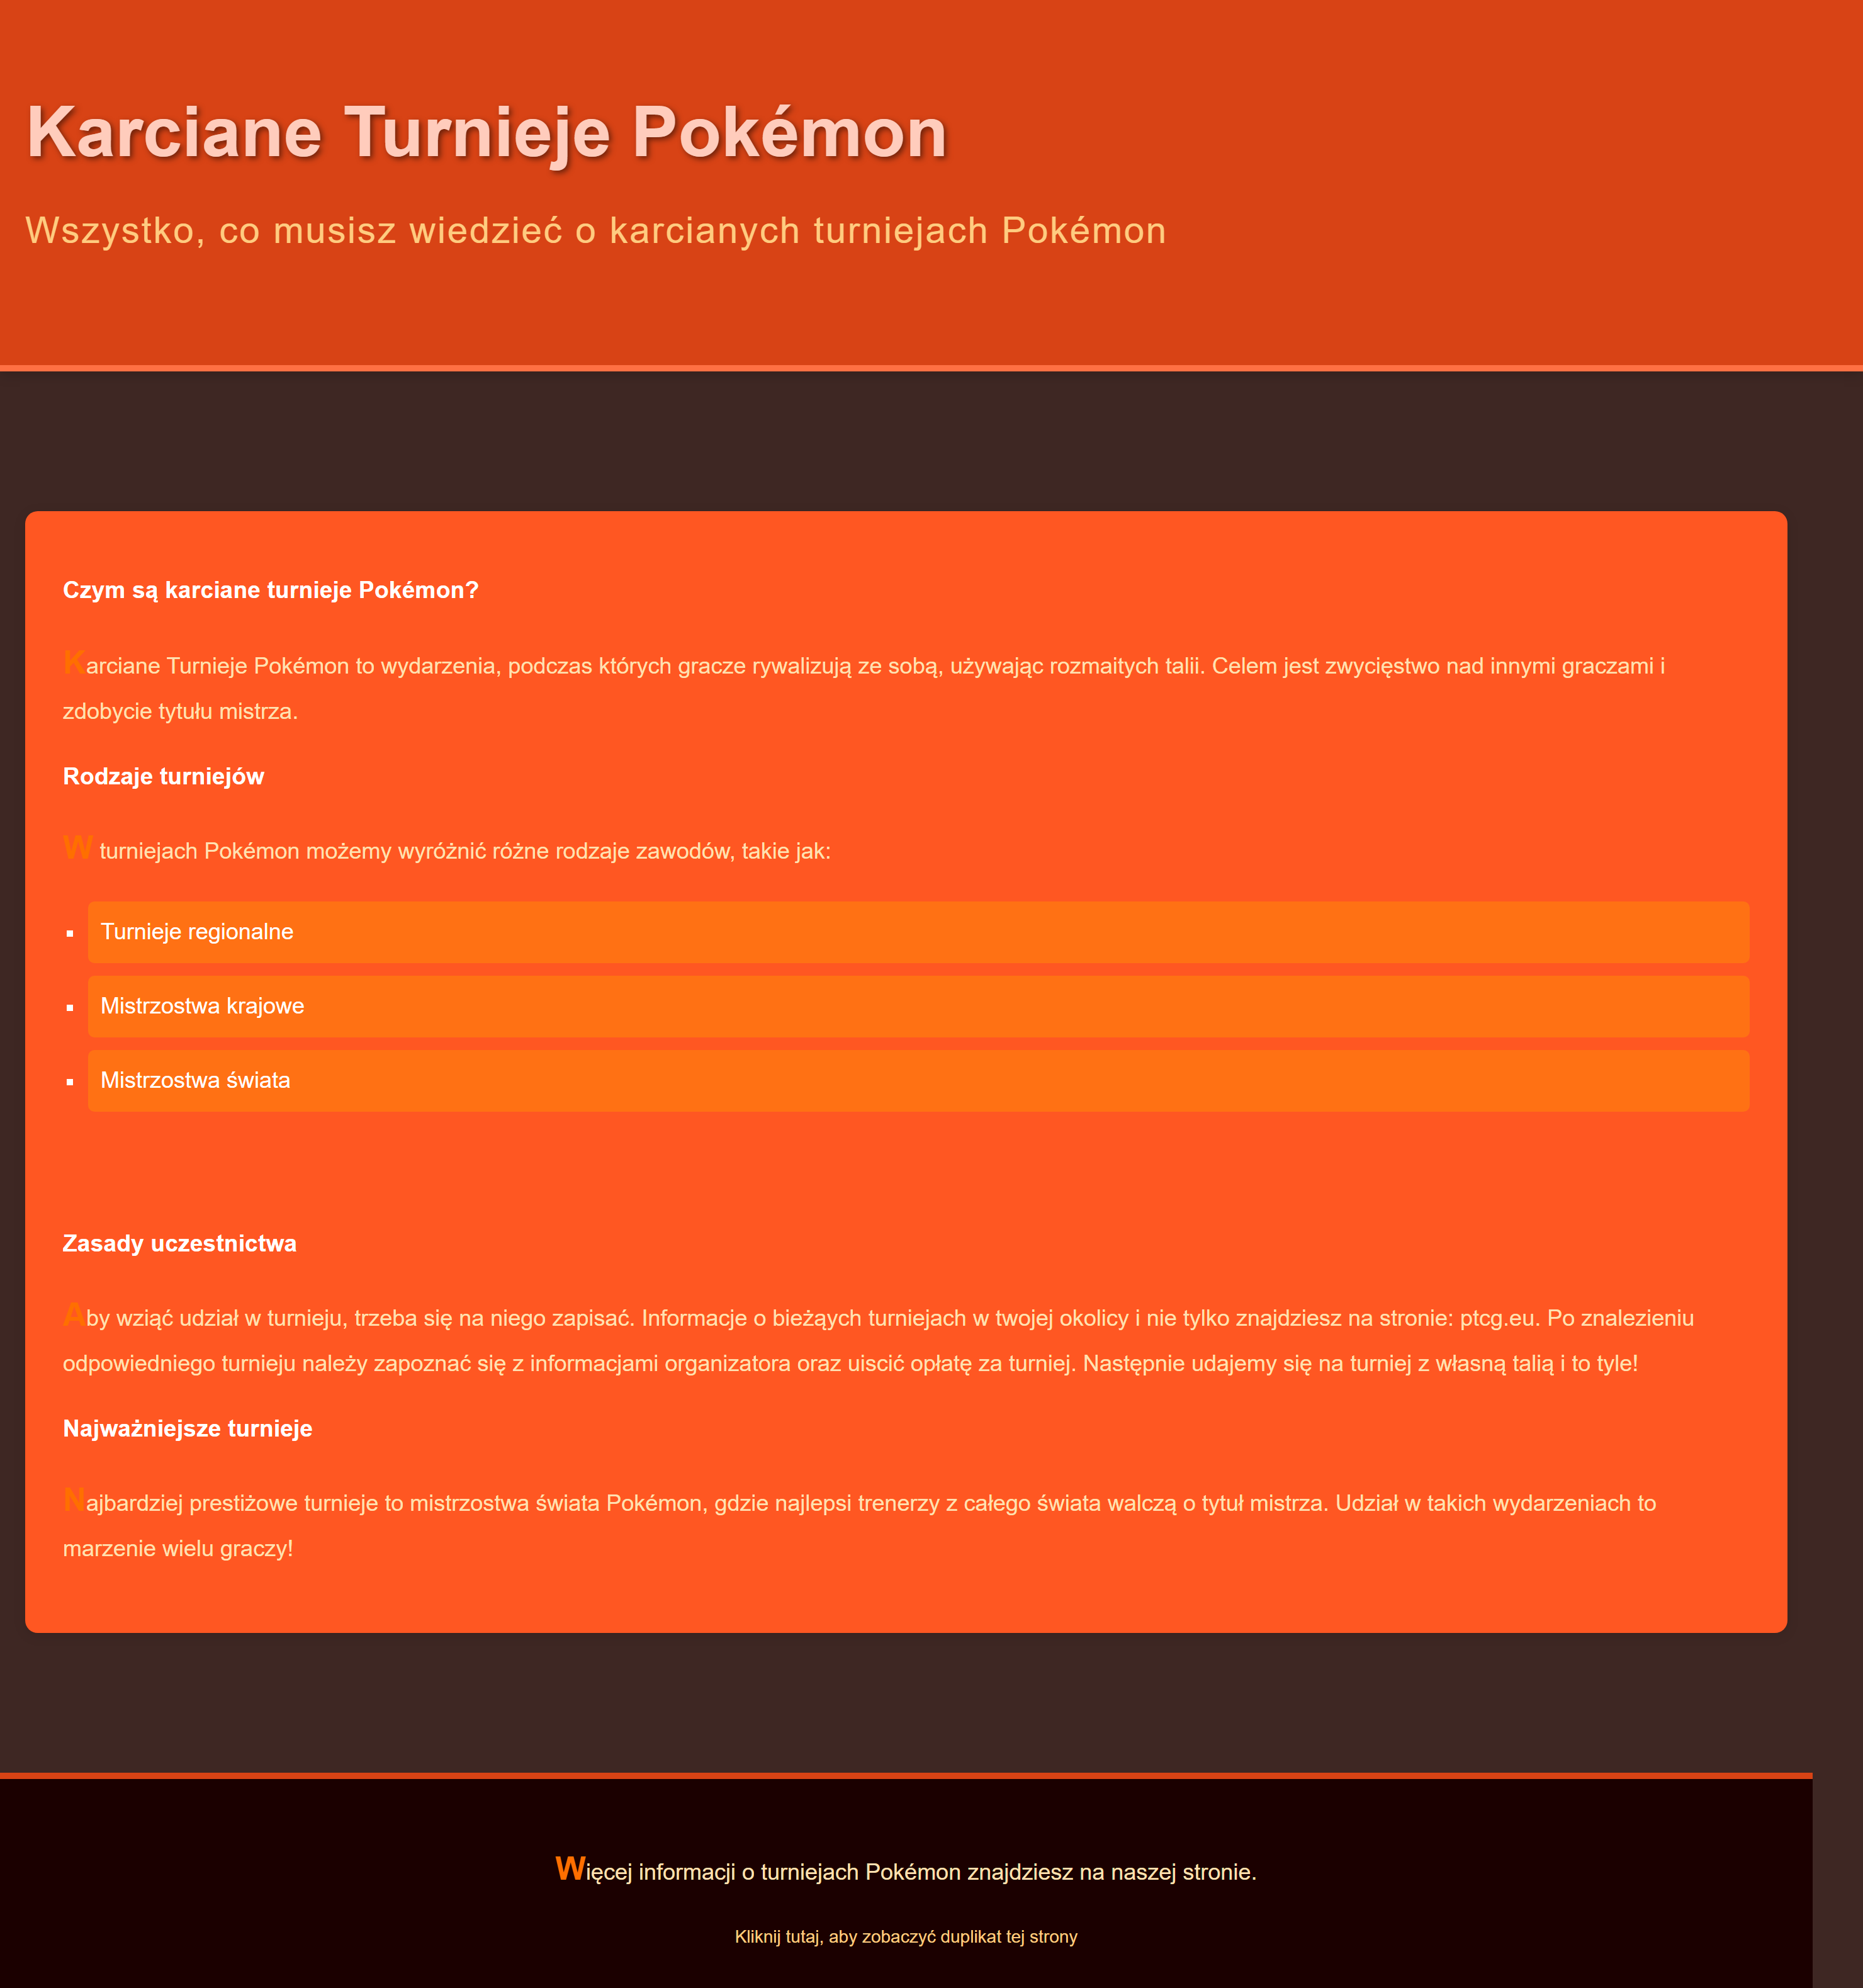 Karciane Turnieje Pokémon
Wszystko, co musisz wiedzieć o karcianych turniejach Pokémon
Czym są karciane turnieje Pokémon?
Karciane Turnieje Pokémon to wydarzenia, podczas których gracze rywalizują ze sobą, używając rozmaitych talii. Celem jest zwycięstwo nad innymi graczami i
zdobycie tytułu mistrza.
Rodzaje turniejów
W turniejach Pokémon możemy wyróżnić różne rodzaje zawodów, takie jak:
Turnieje regionalne
Mistrzostwa krajowe
Mistrzostwa świata
Zasady uczestnictwa
Aby wziąć udział w turnieju, trzeba się na niego zapisać. Informacje o bieżąych turniejach w twojej okolicy i nie tylko znajdziesz na stronie: ptcg.eu. Po znalezieniu
odpowiedniego turnieju należy zapoznać się z informacjami organizatora oraz uiscić opłatę za turniej. Następnie udajemy się na turniej z własną talią i to tyle!
Najważniejsze turnieje
Najbardziej prestiżowe turnieje to mistrzostwa świata Pokémon, gdzie najlepsi trenerzy z całego świata walczą o tytuł mistrza. Udział w takich wydarzeniach to
marzenie wielu graczy!
Więcej informacji o turniejach Pokémon znajdziesz na naszej stronie.
Kliknij tutaj, aby zobaczyć duplikat tej strony